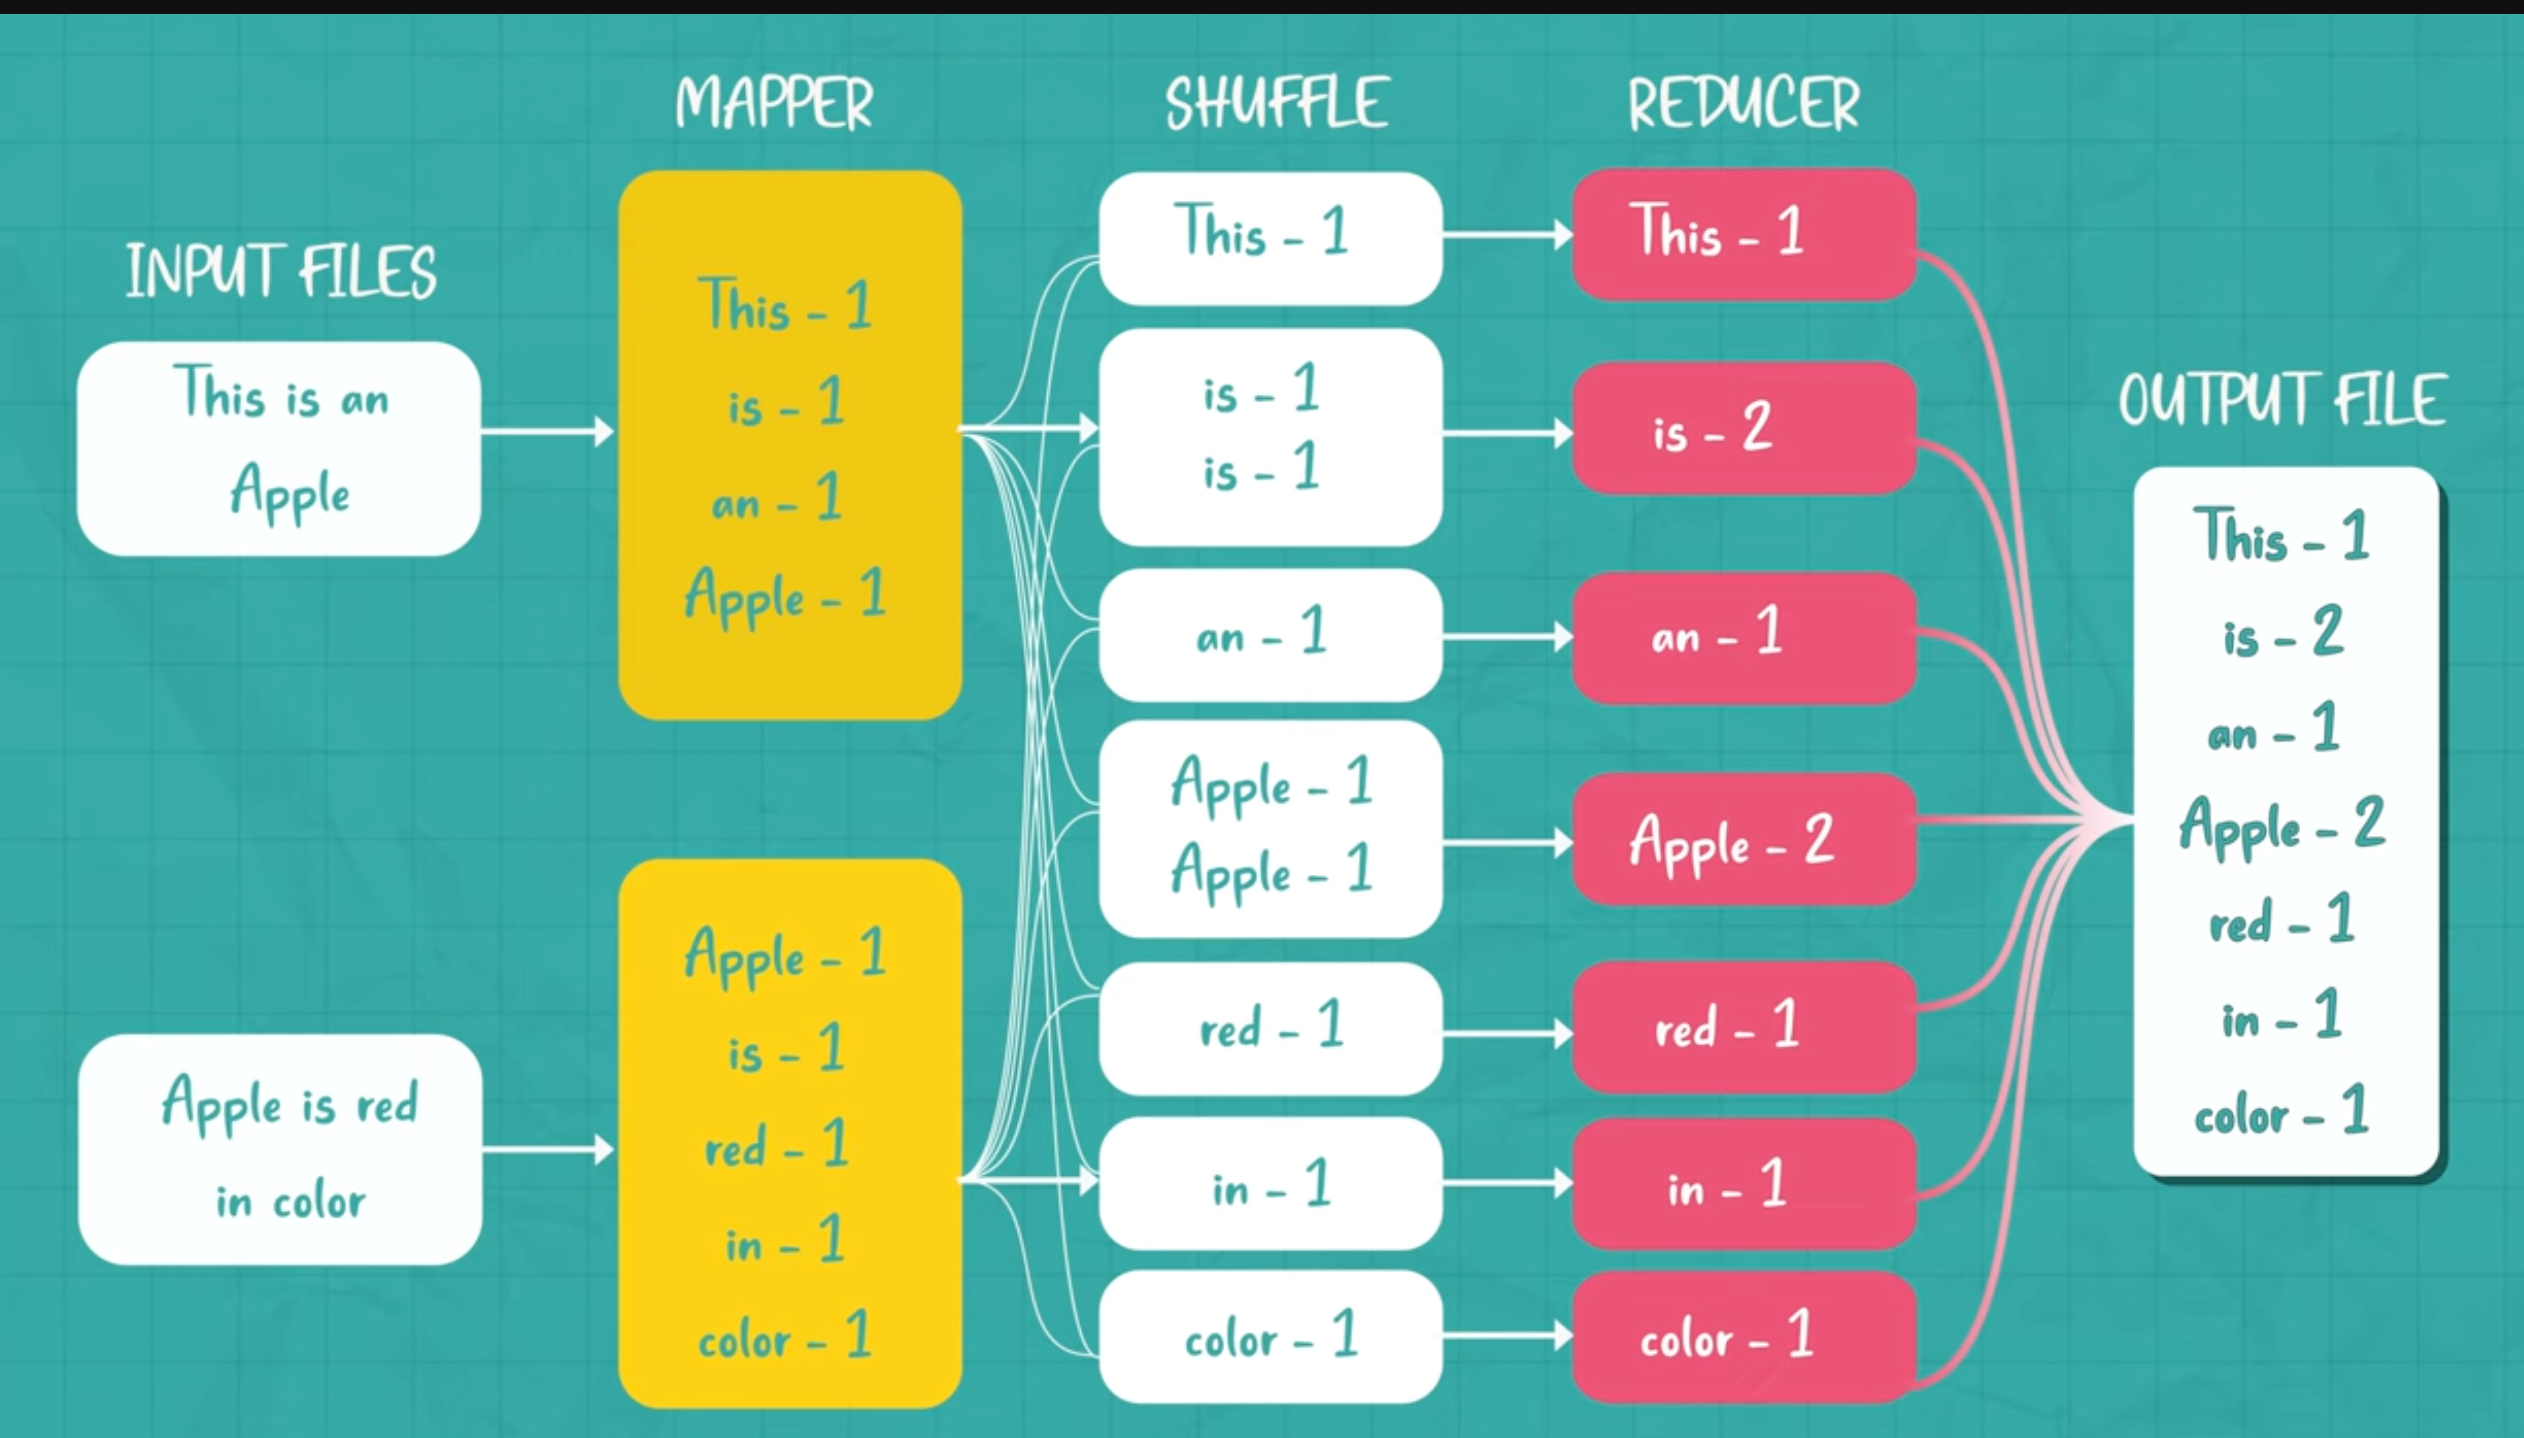 INPUT FILES
This is an
Apple
Apple is red
in color
MAPPER
This - 1
is - 1
an - 1
Apple - 1
Apple - 1
is - 1
red - 1
in - 1
color - 1
SHUFFLE
This - 1
is - 1
is - 1
an - 1
Apple - 1
Apple - 1
red - 1
in - 1
color - 1
REDUCER
This - 1
is - 2
an - 1
Apple - 2
red - 1
in - 1
color - 1
OUTPUT FILE
This - 1
is - 2
an - 1
Apple - 2
red - 1
in - 1
color - 1